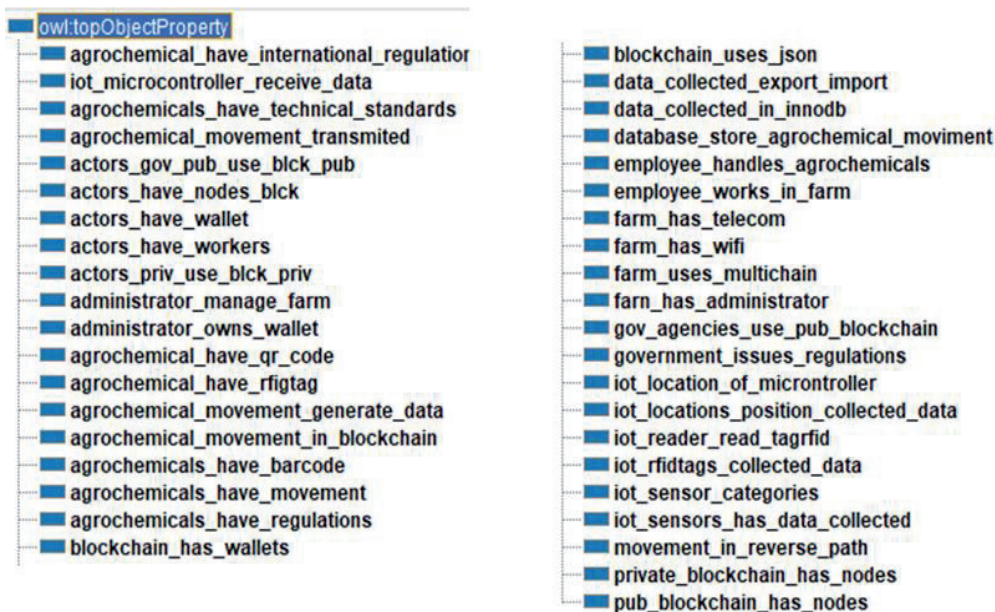 owl:topObjectProperty
agrochemical_have_international_regulation
iot_microcontroller_receive_data
agrochemicals_have_technical_standards
agrochemical_movement_transmited
actors_gov_pub_use_blck_pub
actors_have_nodes_blck
actors_have_wallet
actors_have_workers
actors_priv_use_blck_priv
administrator_manage_farm
administrator_owns_wallet
agrochemical_have_qr_code
agrochemical_have_rfigtag
agrochemical_movement_generate_data
agrochemical_movement_in_blockchain
agrochemicals_have_barcode
agrochemicals_have_movement
agrochemicals_have_regulations
blockchain_has_wallets
blockchain_uses_json
data_collected_export_import
data_collected_in_innodb
database_store_agrochemical_moviment
employee_handles_agrochemicals
employee_works_in_farm
farm_has_telecom
farm_has_wifi
farm_uses_multichain
farn_has_administrator
gov_agencies_use_pub_blockchain
government_issues_regulations
iot_location_of_microntroller
iot_locations_position_collected_data
iot_reader_read_tagrfid
iot_rfidtags_collected_data
iot_sensor_categories
iot_sensors_has_data_collected
movement_in_reverse_path
private_blockchain_has_nodes
pub_blockchain_has_nodes